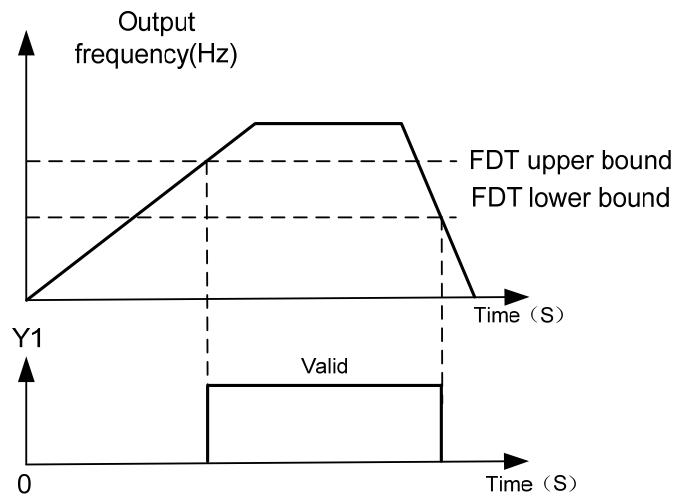 Output
frequency(Hz)
FDT upper bound
FDT lower bound
Time（S）
Y1
Valid
0
Time（S）